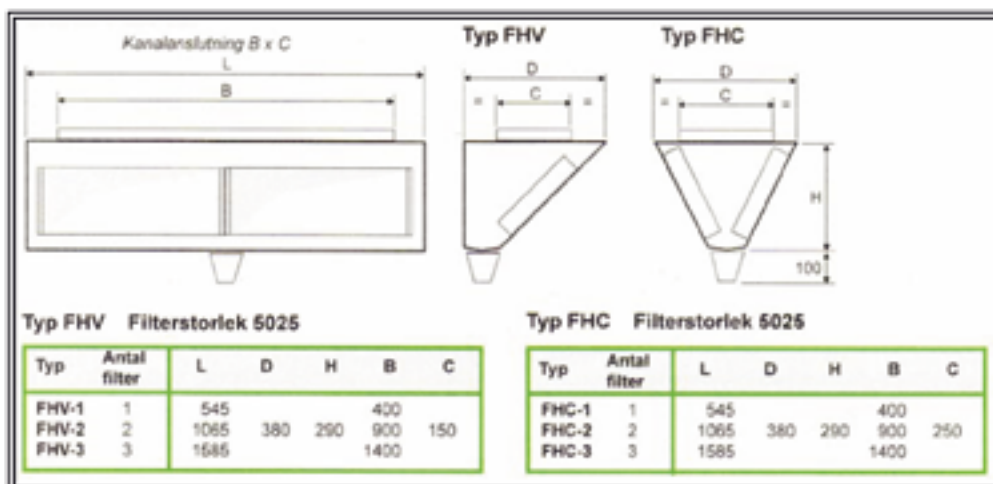 Kanalanslutning B x C
Typ FHV
Typ FHC
L
B
D
= C =
D
= C =
H
100
Typ FHV Filterstorlek 5025
Typ Antal filter L D H B C
FHV-1 1 545 400
FHV-2 2 1065 380 290 900 150
FHV-3 3 1585 1400
Typ FHC Filterstorlek 5025
Typ Antal filter L D H B C
FHC-1 1 545 400
FHC-2 2 1065 380 290 900 250
FHC-3 3 1585 1400